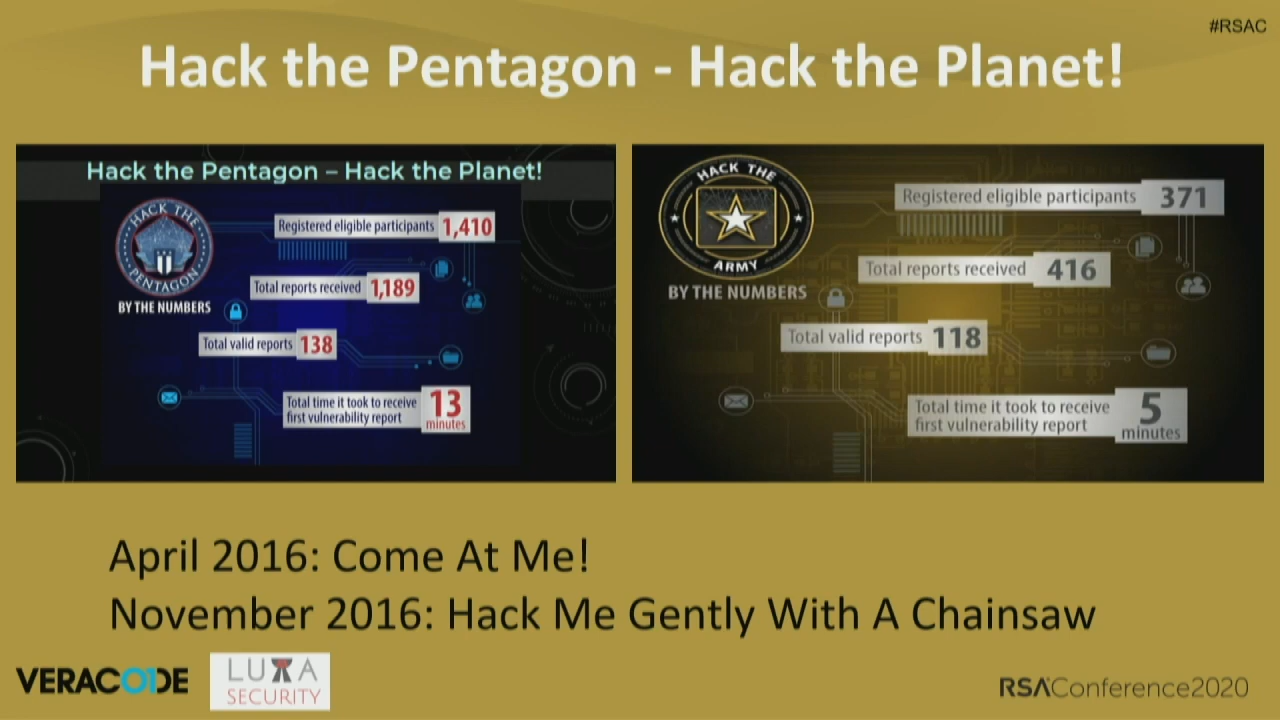 #RSAC
Hack the Pentagon - Hack the Planet!
Hack the Pentagon – Hack the Planet!
HACK THE
PENTAGON
BY THE NUMBERS
Registered eligible participants 1,410
Total reports received 1,189
Total valid reports 138
Total time it took to receive
first vulnerability report
13
minutes
HACK THE
ARMY
BY THE NUMBERS
Registered eligible participants 371
Total reports received 416
Total valid reports 118
Total time it took to receive
first vulnerability report
5
minutes
April 2016: Come At Me!
November 2016: Hack Me Gently With A Chainsaw
VERACODE
LUTA
SECURITY
RSAConference2020